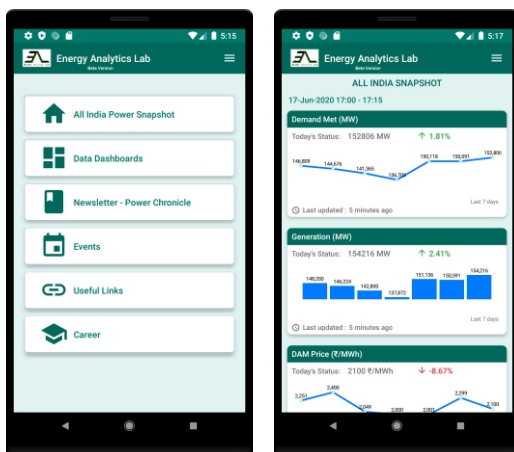 5:15
Energy Analytics Lab
Beta Version
All India Power Snapshot
Data Dashboards
Newsletter - Power Chronicle
Events
Useful Links
Career
5:17
Energy Analytics Lab
Beta Version
ALL INDIA SNAPSHOT
17-Jun-2020 17:00 - 17:15
Demand Met (MW)
Today's Status: 152806 MW ↑ 1.81%
146,809 144,676 141,365 136,700 150,118 150,091 152,806
Last 7 days
Last updated : 5 minutes ago
Generation (MW)
Today's Status: 154216 MW ↑ 2.41%
148,200 146,224 142,800 137,972 151,136 150,591 154,216
Last 7 days
Last updated : 5 minutes ago
DAM Price (₹/MWh)
Today's Status: 2100 ₹/MWh ↓ -8.67%
2,251 2,400 2,049 2,000 2,001 2,299 2,100